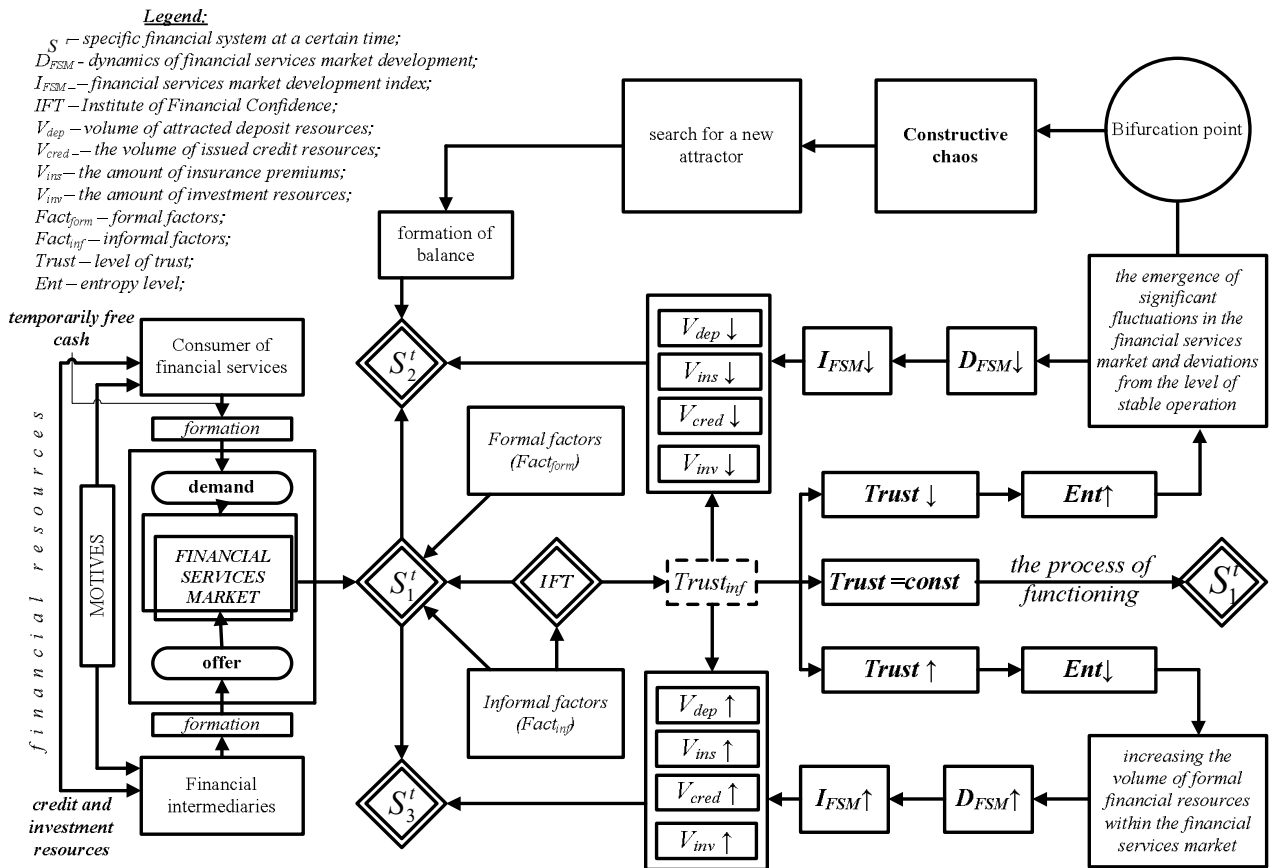 Legend:
S – specific financial system at a certain time;
D_FSM - dynamics of financial services market development;
I_FSM – – financial services market development index;
IFT – Institute of Financial Confidence;
V_dep – volume of attracted deposit resources;
V_cred – – the volume of issued credit resources;
V_ins – the amount of insurance premiums;
V_inv – the amount of investment resources;
Fact_form – formal factors;
Fact_inf – informal factors;
Trust – level of trust;
Ent – entropy level;
search for a new
attractor
Constructive
chaos
Bifurcation point
formation of
balance
the emergence of
significant
fluctuations in the
financial services
market and deviations
from the level of
stable operation
temporarily free
cash
Consumer of
financial services
formation
demand
FINANCIAL
SERVICES
MARKET
offer
formation
Financial
intermediaries
MOTIVES
financial resources
credit and
investment
resources
S_2^t
S_1^t
S_3^t
Formal factors
(Fact_form)
IFT
Informal factors
(Fact_inf)
V_dep ↓
V_ins ↓
V_cred ↓
V_inv ↓
I_FSM↓
D_FSM↓
Trust_inf
Trust ↓
Ent↑
Trust =const
the process of
functioning
S_1^t
Trust ↑
Ent↓
V_dep ↑
V_ins ↑
V_cred ↑
V_inv ↑
I_FSM↑
D_FSM↑
increasing the
volume of formal
financial resources
within the financial
services market